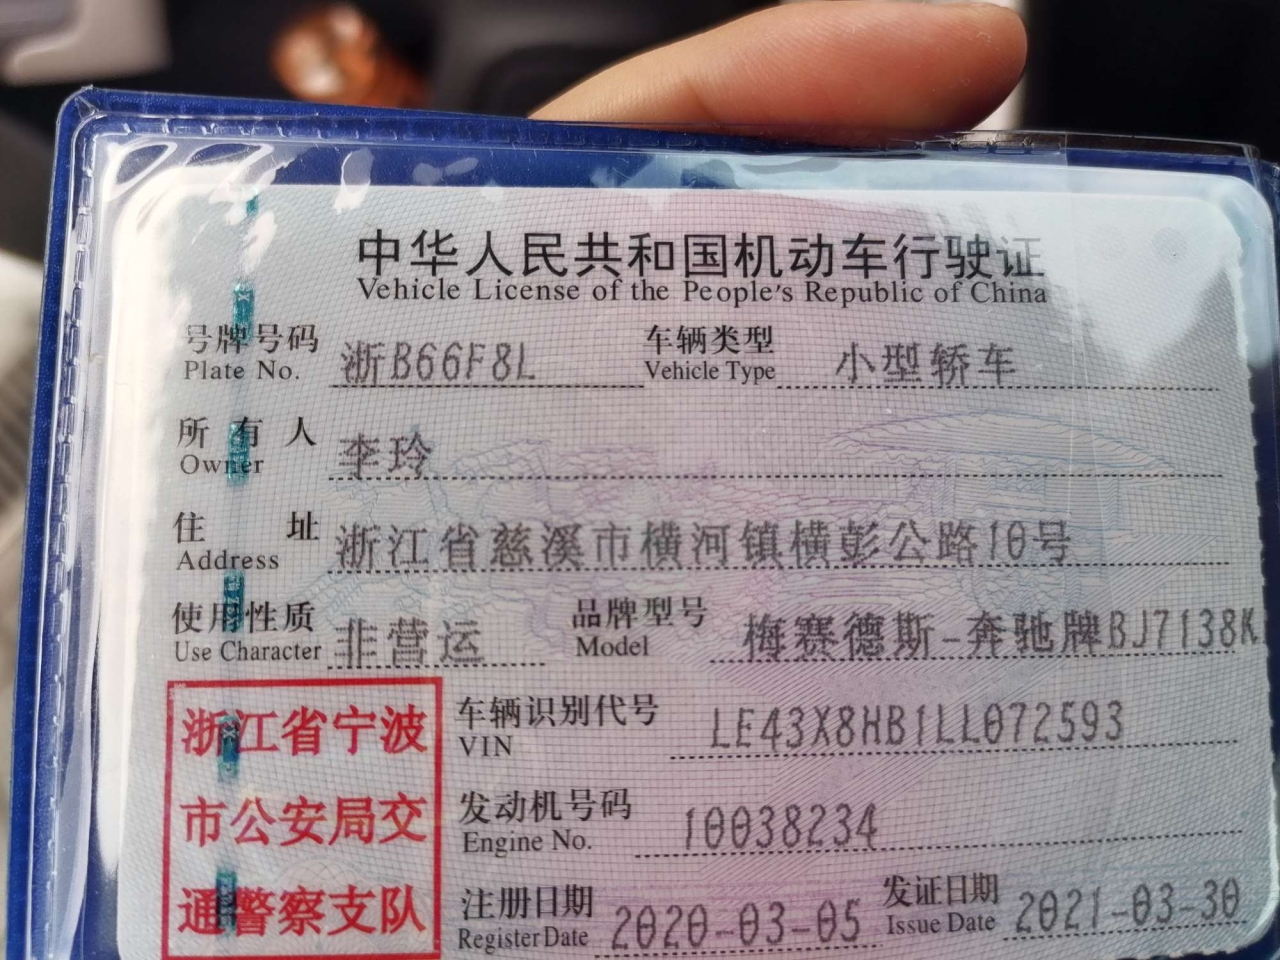 中华人民共和国机动车行驶证
Vehicle License of the People's Republic of China
号牌号码 浙B66F8L 车辆类型 小型轿车
Plate No. Vehicle Type
所有人 李玲
Owner
住址 浙江省慈溪市横河镇横彭公路10号
Address
使用性质 非营运 品牌型号 梅赛德斯-奔驰牌BJ7138K
Use Character Model
浙江省宁波
市公安局交
通警察支队
车辆识别代号 LE43X8HB1LL072593
VIN
发动机号码 10038234
Engine No.
注册日期 2020-03-05 发证日期 2021-03-30
Register Date Issue Date